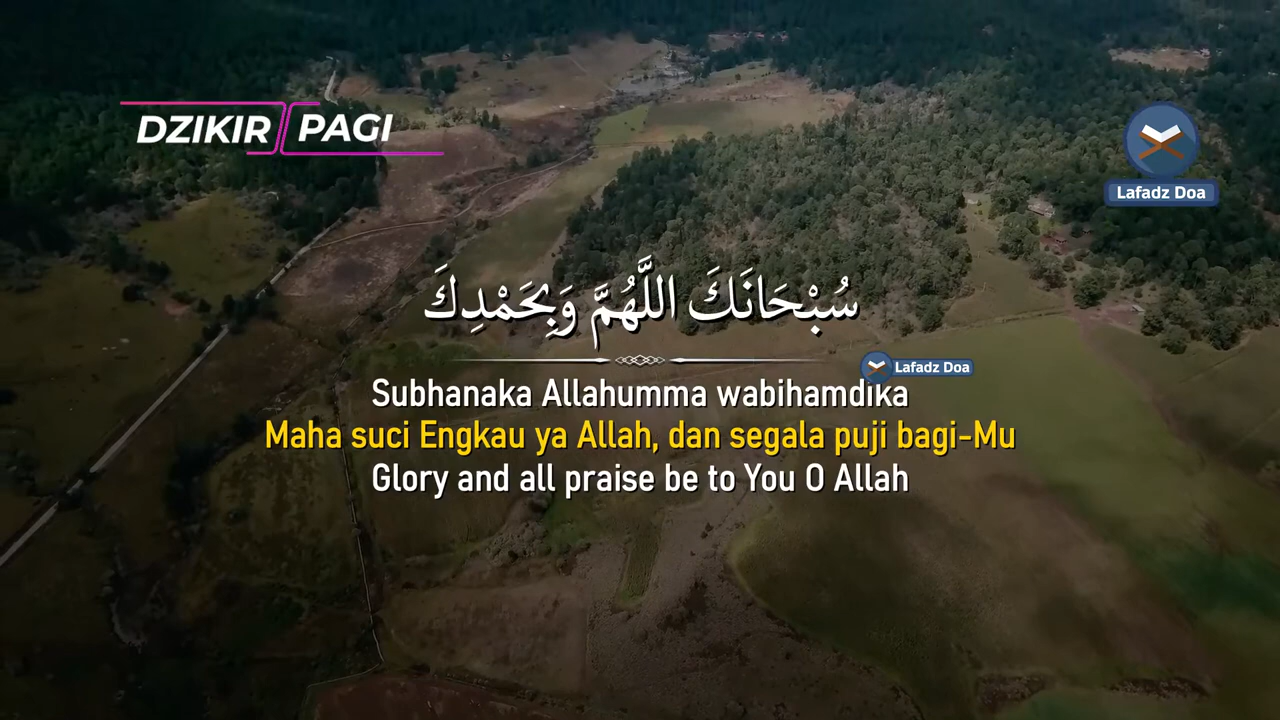 DZIKIR PAGI
Lafadz Doa
سُبْحَانَكَ اللَّهُمَّ وَبِحَمْدِكَ
Lafadz Doa
Subhanaka Allahumma wabihamdika
Maha suci Engkau ya Allah, dan segala puji bagi-Mu
Glory and all praise be to You O Allah